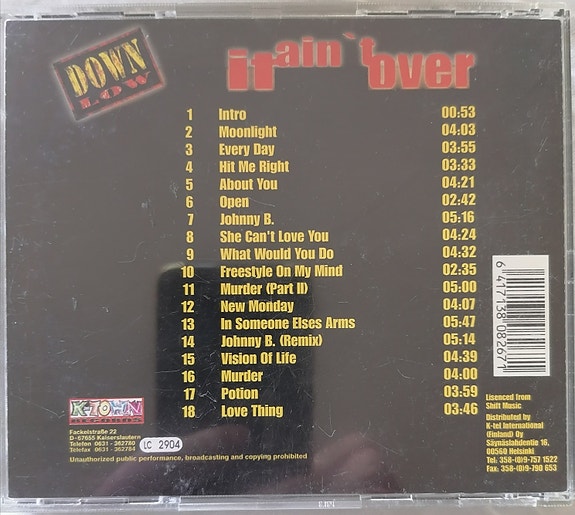 DOWN
LOW
it ain`t over
1 Intro 00:53
2 Moonlight 04:03
3 Every Day 03:55
4 Hit Me Right 03:33
5 About You 04:21
6 Open 02:42
7 Johnny B. 05:16
8 She Can't Love You 04:24
9 What Would You Do 04:32
10 Freestyle On My Mind 02:35
11 Murder (Part II) 05:00
12 New Monday 04:07
13 In Someone Elses Arms 05:47
14 Johnny B. (Remix) 05:14
15 Vision Of Life 04:39
16 Murder 04:00
17 Potion 03:59
18 Love Thing 03:46
6 417138 082671
K-TOWN
RECORDS
Fackelstraße 22
D-67655 Kaiserslautern
Telefon 0631 - 362780
Telefax 0631 - 362784
LC 2904
Unauthorized public performance, broadcasting and copying prohibited
Lisenced from
Shift Music
Distributed by
K-tel International
(Finland) Oy
Säynäslahdentie 16,
00560 Helsinki
Tel: 358-(0)9-757 1522
Fax: 358-(0)9-790 653